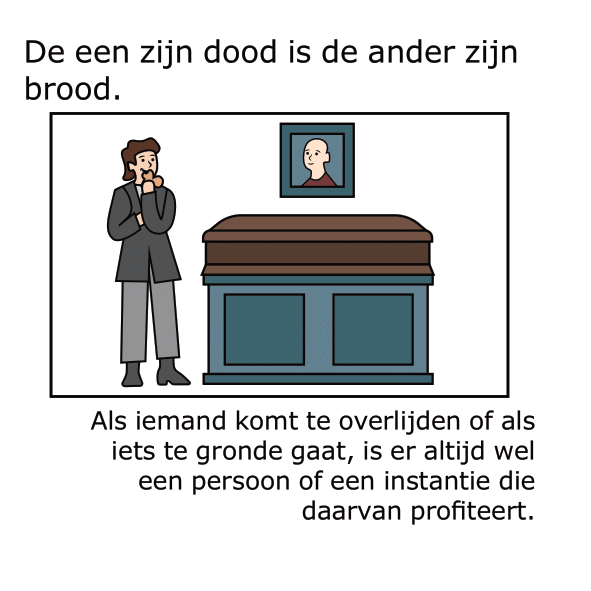 De een zijn dood is de ander zijn
brood.
Als iemand komt te overlijden of als
iets te gronde gaat, is er altijd wel
een persoon of een instantie die
daarvan profiteert.